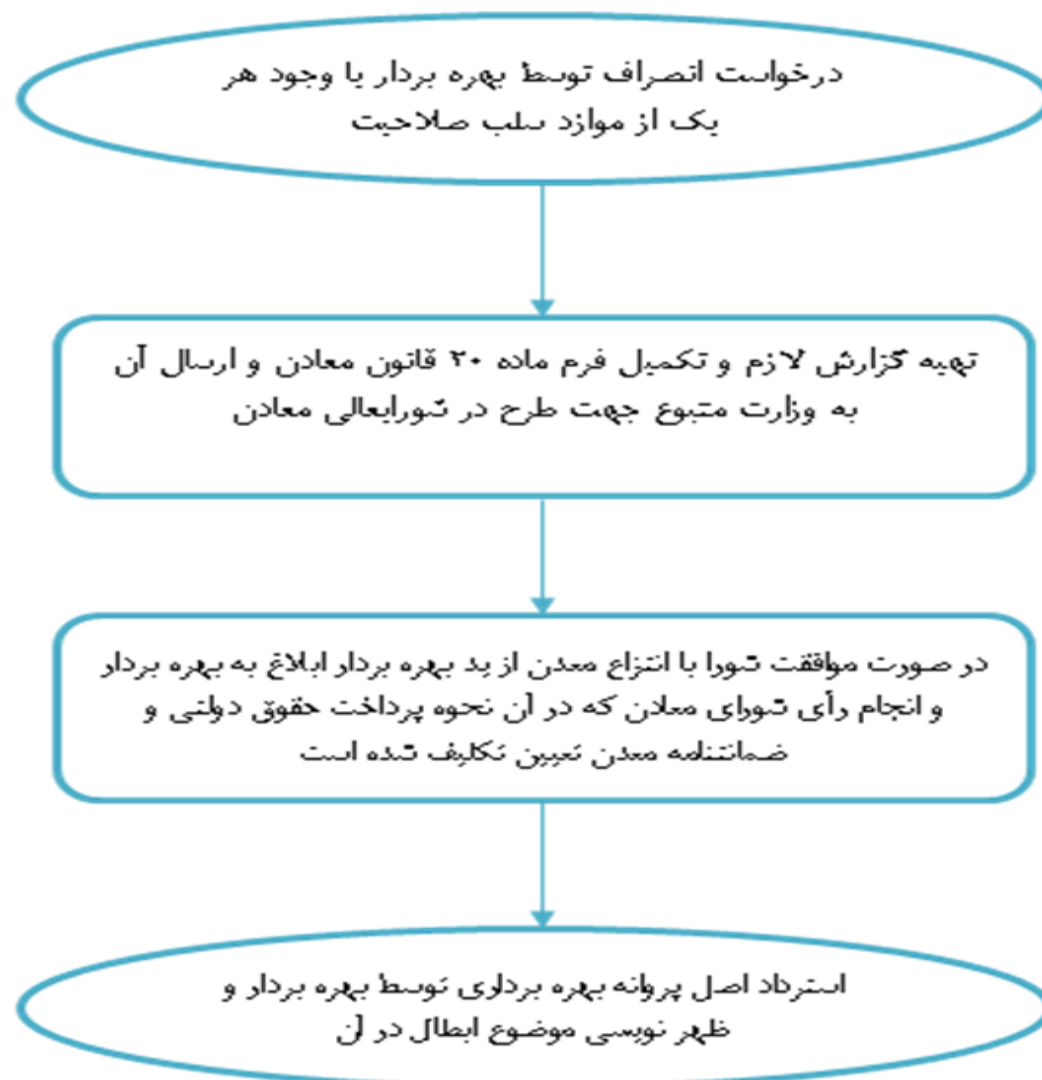 درخواست انصراف توسط بهره بردار یا وجود هر
یک از موازد سلب صلاحیت
تهیه گزارش لازم و تکمیل فرم ماده ۲۰ قانون معادن و ارسال آن
به وزارت متبوع جهت طرح در شورایعالی معادن
در صورت موافقت شورا با انتزاع معدن از ید بهره بردار ابلاغ به بهره بردار
و انجام رأی شورای معادن که در آن نحوه پرداخت حقوق دولتی و
ضمانتنامه معدن تعیین تکلیف شده است
استرداد اصل پروانه بهره برداری توسط بهره بردار و
ظهر نویسی موضوع ابطال در آن